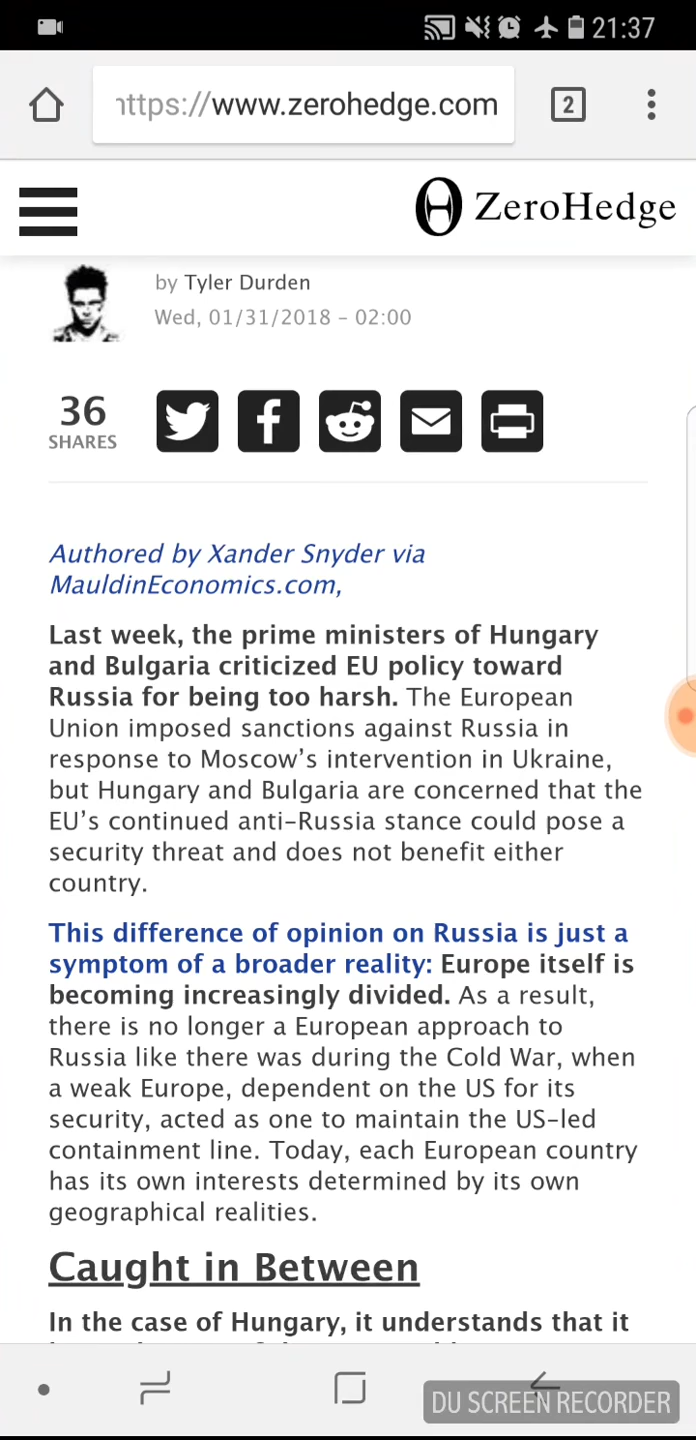 21:37
https://www.zerohedge.com
2
ZeroHedge
by Tyler Durden
Wed, 01/31/2018 – 02:00
36
SHARES
Authored by Xander Snyder via
MauldinEconomics.com,
Last week, the prime ministers of Hungary
and Bulgaria criticized EU policy toward
Russia for being too harsh. The European
Union imposed sanctions against Russia in
response to Moscow’s intervention in Ukraine,
but Hungary and Bulgaria are concerned that the
EU’s continued anti-Russia stance could pose a
security threat and does not benefit either
country.
This difference of opinion on Russia is just a
symptom of a broader reality: Europe itself is
becoming increasingly divided. As a result,
there is no longer a European approach to
Russia like there was during the Cold War, when
a weak Europe, dependent on the US for its
security, acted as one to maintain the US-led
containment line. Today, each European country
has its own interests determined by its own
geographical realities.
Caught in Between
In the case of Hungary, it understands that it
DU SCREEN RECORDER